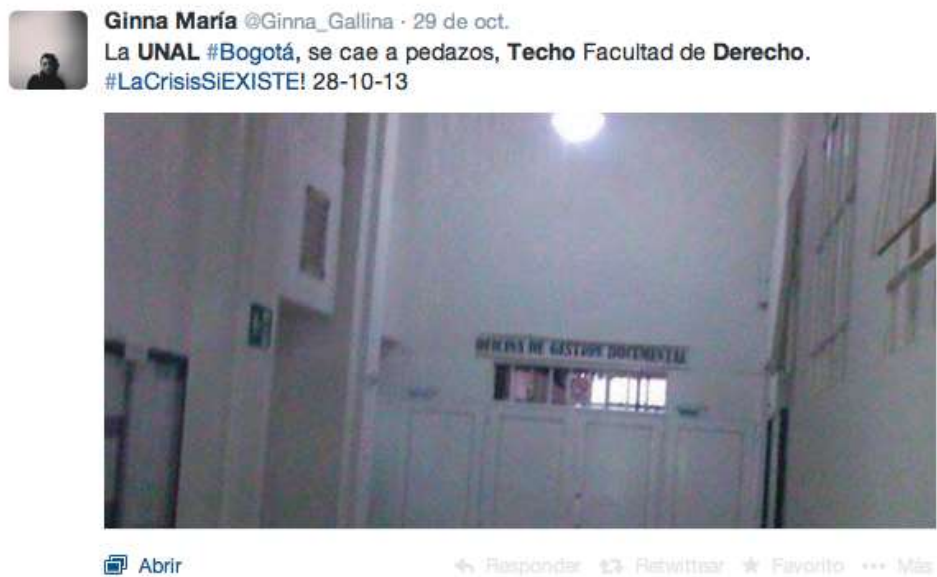 Ginna María @Ginna_Gallina · 29 de oct.
La UNAL #Bogotá, se cae a pedazos, Techo Facultad de Derecho.
#LaCrisisSiEXISTE! 28-10-13
OFICINA DE GESTION DOCUMENTAL
Abrir
Responder Retwittear Favorito Más